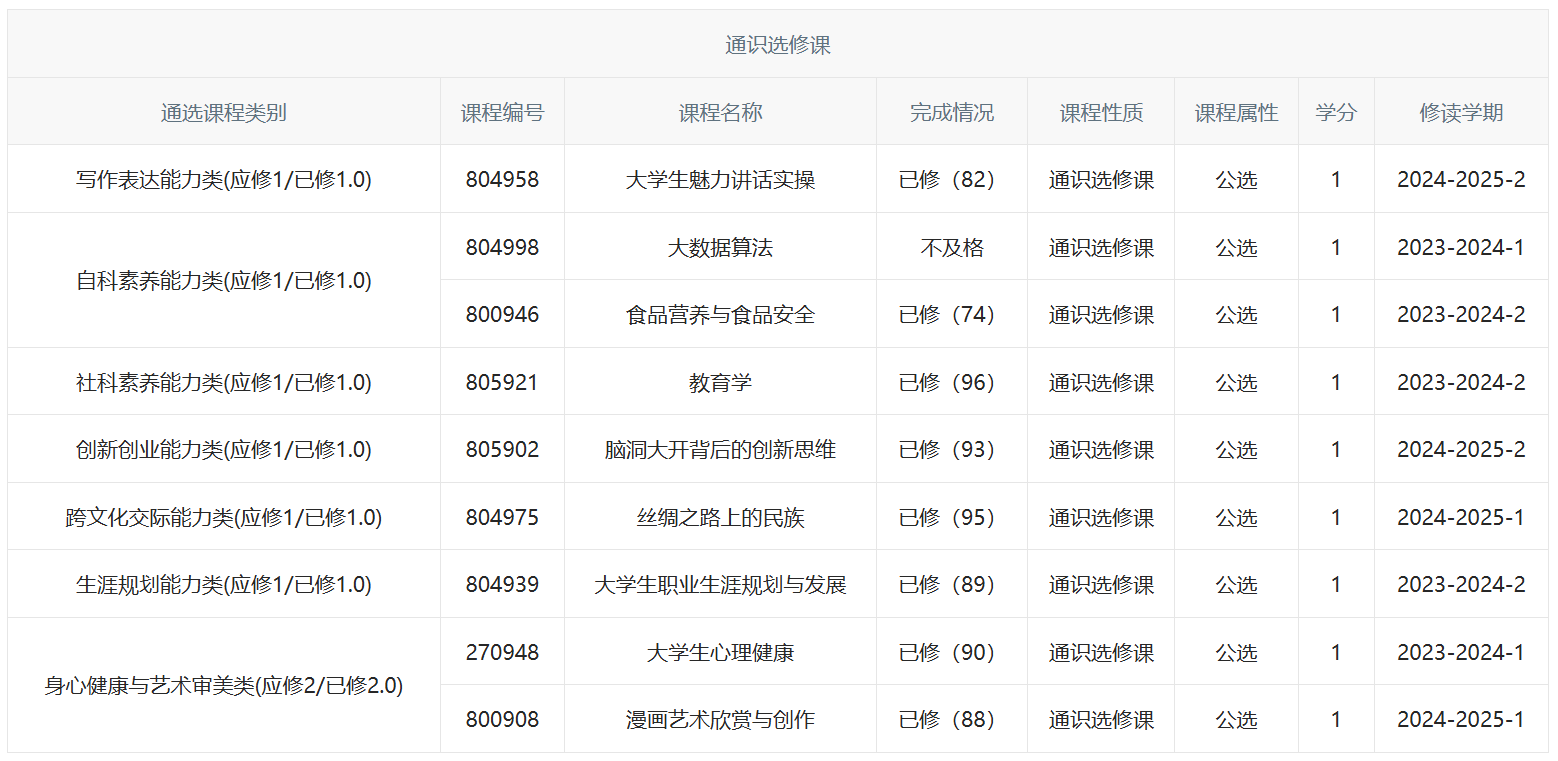 通识选修课
通选课程类别 课程编号 课程名称 完成情况 课程性质 课程属性 学分 修读学期
写作表达能力类(应修1/已修1.0) 804958 大学生魅力讲话实操 已修（82） 通识选修课 公选 1 2024-2025-2
自科素养能力类(应修1/已修1.0) 804998 大数据算法 不及格 通识选修课 公选 1 2023-2024-1
800946 食品营养与食品安全 已修（74） 通识选修课 公选 1 2023-2024-2
社科素养能力类(应修1/已修1.0) 805921 教育学 已修（96） 通识选修课 公选 1 2023-2024-2
创新创业能力类(应修1/已修1.0) 805902 脑洞大开背后的创新思维 已修（93） 通识选修课 公选 1 2024-2025-2
跨文化交际能力类(应修1/已修1.0) 804975 丝绸之路上的民族 已修（95） 通识选修课 公选 1 2024-2025-1
生涯规划能力类(应修1/已修1.0) 804939 大学生职业生涯规划与发展 已修（89） 通识选修课 公选 1 2023-2024-2
身心健康与艺术审美类(应修2/已修2.0) 270948 大学生心理健康 已修（90） 通识选修课 公选 1 2023-2024-1
800908 漫画艺术欣赏与创作 已修（88） 通识选修课 公选 1 2024-2025-1